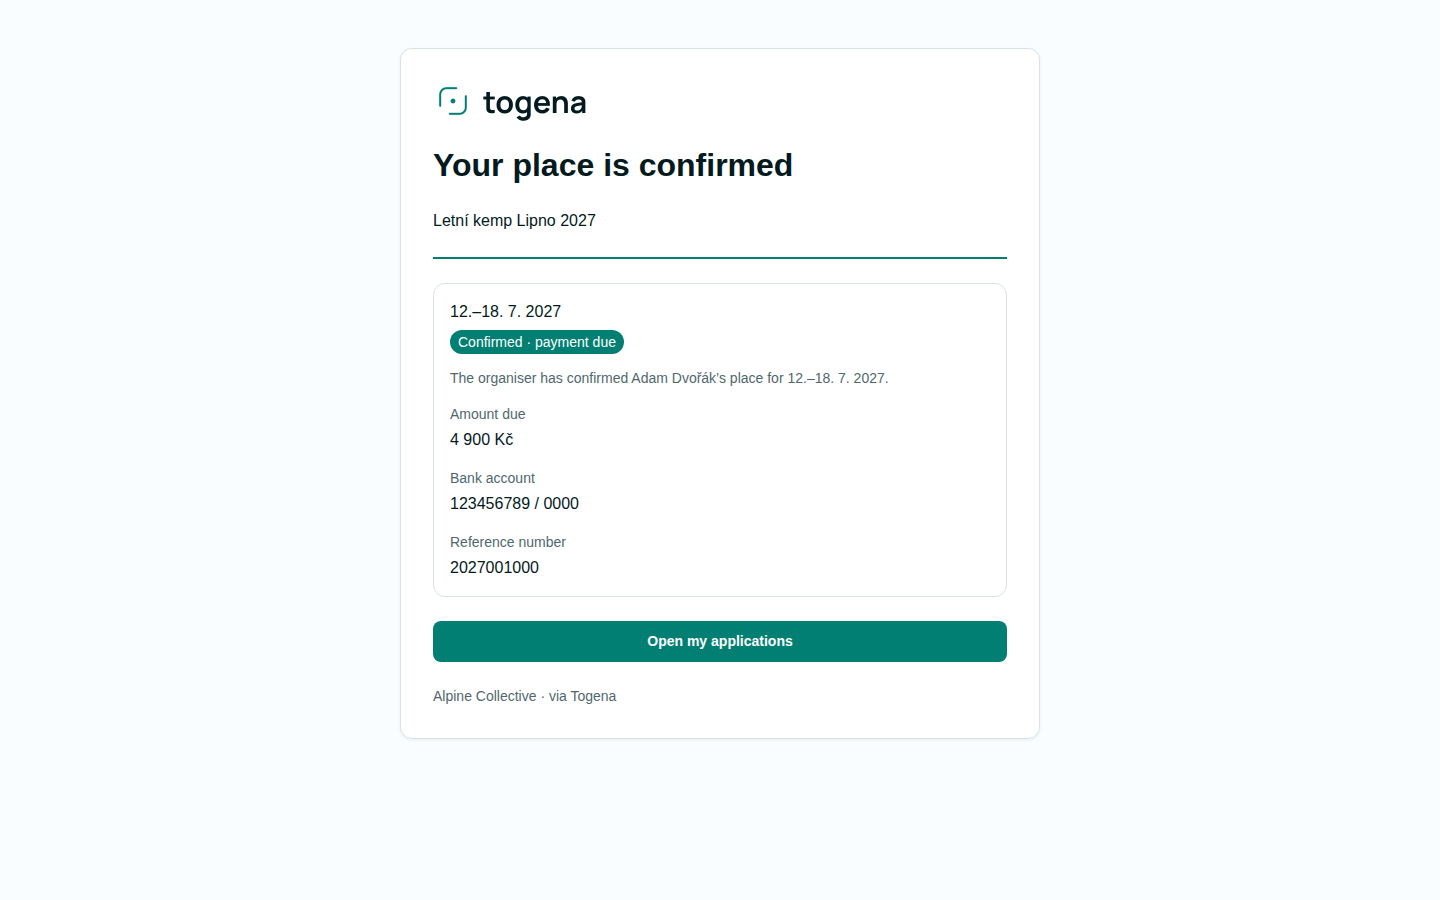 togena
Your place is confirmed
Letní kemp Lipno 2027
12.–18. 7. 2027
Confirmed · payment due
The organiser has confirmed Adam Dvořák’s place for 12.–18. 7. 2027.
Amount due
4 900 Kč
Bank account
123456789 / 0000
Reference number
2027001000
Open my applications
Alpine Collective · via Togena